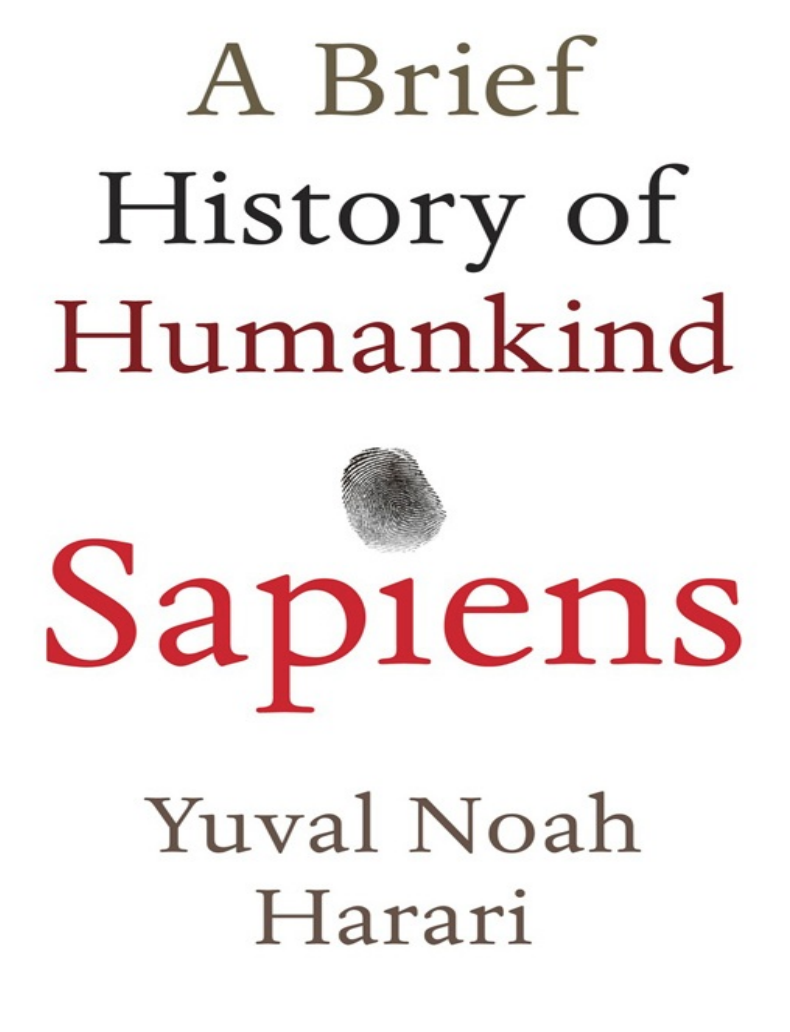 A Brief
History of
Humankind
Sapiens
Yuval Noah
Harari